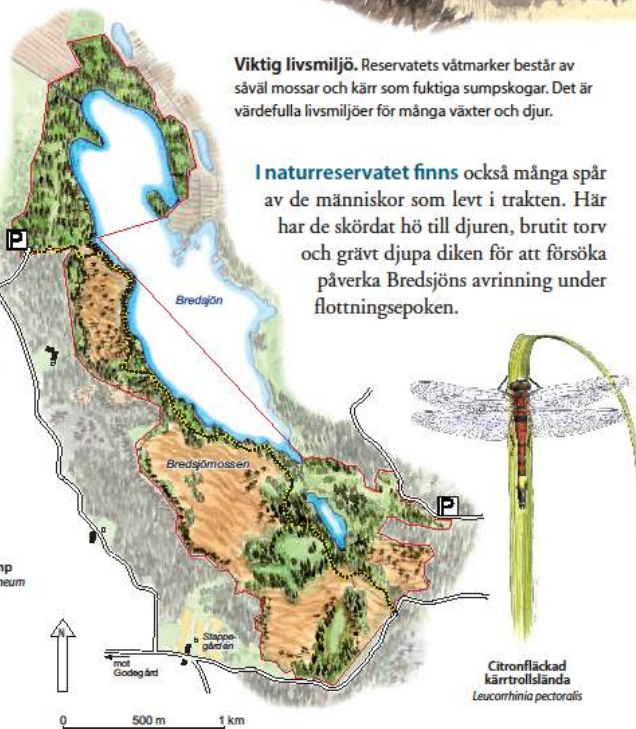 Viktig livsmiljö. Reservatets våtmarker består av
såväl mossar och kärr som fuktiga sumpskogar. Det är
värdefulla livsmiljöer för många växter och djur.
I naturreservatet finns också många spår
av de människor som levt i trakten. Här
har de skördat hö till djuren, brutit torv
och grävt djupa diken för att försöka
påverka Bredsjöns avrinning under
flottningsepoken.
P
Bredsjön
Bredsjömossen
P
mp
neum
N
Stappe-
gården
mot
Godegård
0 500 m 1 km
Citronfläckad
kärrtrollslända
Leucorrhinia pectoralis